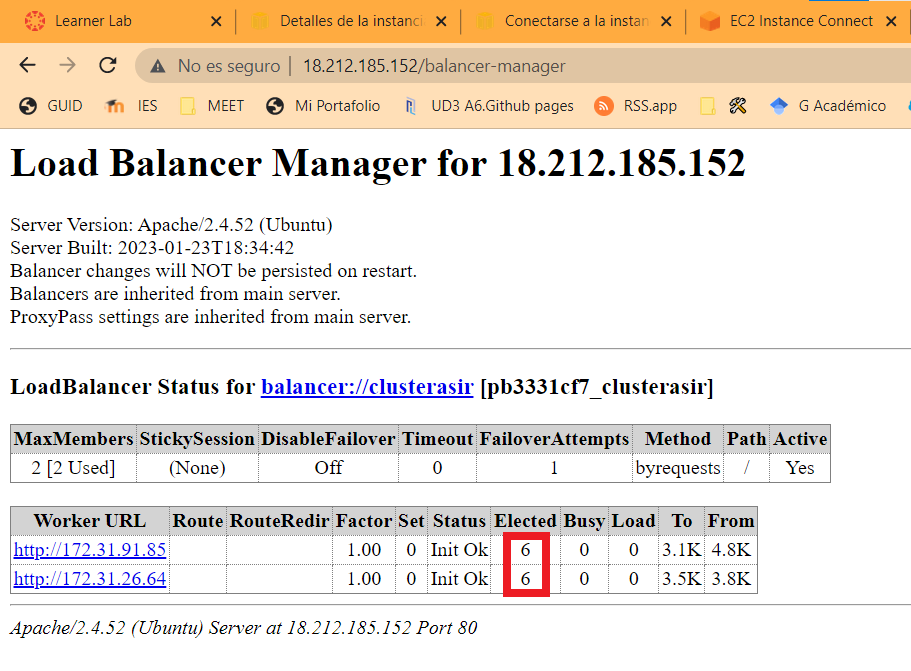 Learner Lab
Detalles de la instanci
Conectarse a la instan
EC2 Instance Connect
No es seguro 18.212.185.152/balancer-manager
GUID IES MEET Mi Portafolio UD3 A6.Github pages RSS.app G Académico
Load Balancer Manager for 18.212.185.152
Server Version: Apache/2.4.52 (Ubuntu)
Server Built: 2023-01-23T18:34:42
Balancer changes will NOT be persisted on restart.
Balancers are inherited from main server.
ProxyPass settings are inherited from main server.
LoadBalancer Status for balancer://clusterasir [pb3331cf7_clusterasir]
MaxMembers StickySession DisableFailover Timeout FailoverAttempts Method Path Active
2 [2 Used] (None) Off 0 1 byrequests / Yes
Worker URL Route RouteRedir Factor Set Status Elected Busy Load To From
http://172.31.91.85 1.00 0 Init Ok 6 0 0 3.1K 4.8K
http://172.31.26.64 1.00 0 Init Ok 6 0 0 3.5K 3.8K
Apache/2.4.52 (Ubuntu) Server at 18.212.185.152 Port 80